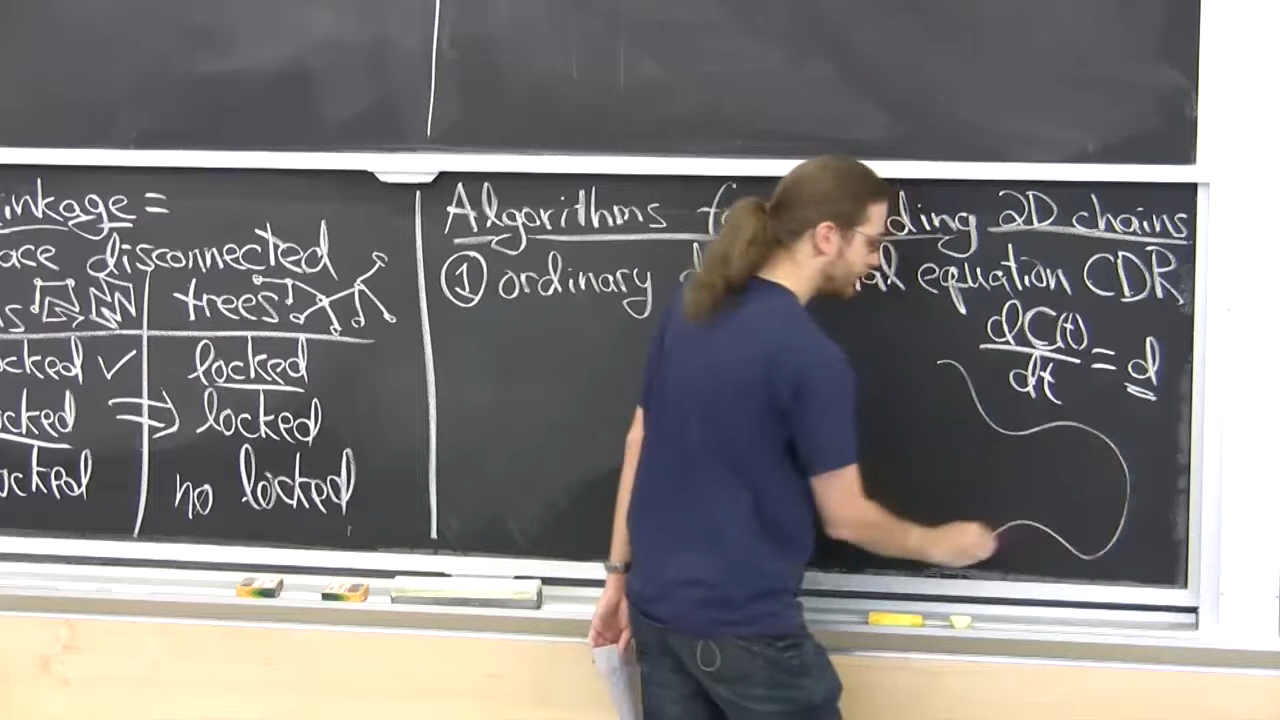 inkage =
ace disconnected
trees
ocked ✓ locked
ocked ⇒ locked
ocked no locked
Algorithms f ding 2D chains
① ordinary d al equation CDR
dC(t)/dt = d